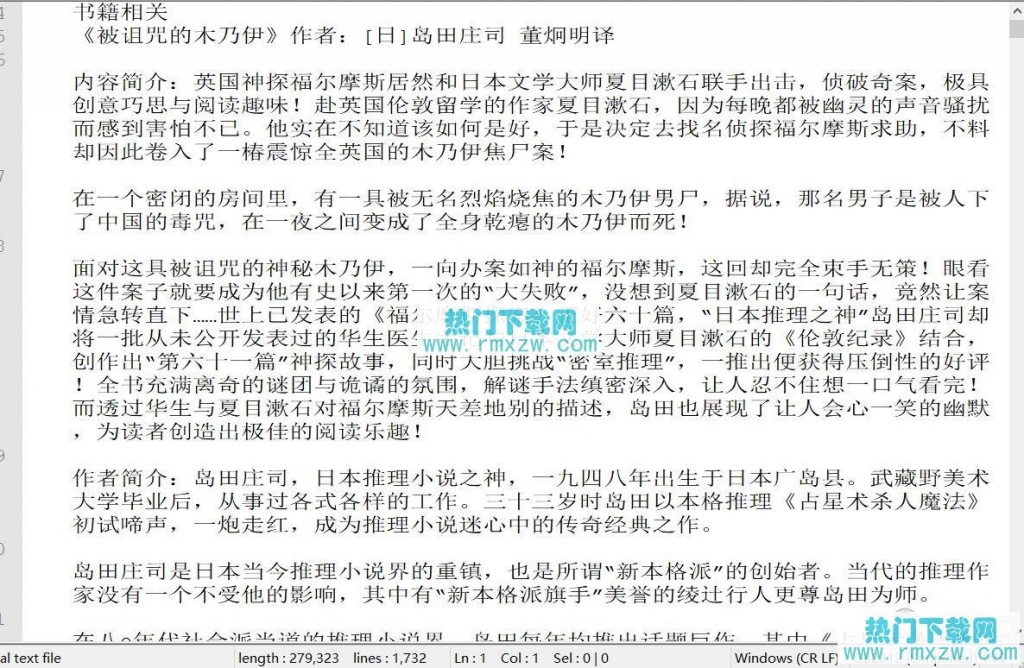 书籍相关
《被诅咒的木乃伊》作者：[日]岛田庄司 董炯明译
内容简介：英国神探福尔摩斯居然和日本文学大师夏目漱石联手出击，侦破奇案，极具
创意巧思与阅读趣味！赴英国伦敦留学的作家夏目漱石，因为每晚都被幽灵的声音骚扰
而感到害怕不已。他实在不知道该如何是好，于是决定去找名侦探福尔摩斯求助，不料
却因此卷入了一椿震惊全英国的木乃伊焦尸案！
在一个密闭的房间里，有一具被无名烈焰烧焦的木乃伊男尸，据说，那名男子是被人下
了中国的毒咒，在一夜之间变成了全身乾瘪的木乃伊而死！
面对这具被诅咒的神秘木乃伊，一向办案如神的福尔摩斯，这回却完全束手无策！眼看
这件案子就要成为他有史以来第一次的“大失败”，没想到夏目漱石的一句话，竟然让案
情急转直下……世上已发表的《福尔 六十篇，“日本推理之神”岛田庄司却
将一批从未公开发表过的华生医生 大师夏目漱石的《伦敦纪录》结合，
创作出“第六十一篇”神探故事，同时大胆挑战“密室推理”，一推出便获得压倒性的好评
！全书充满离奇的谜团与诡谲的氛围，解谜手法缜密深入，让人忍不住想一口气看完！
而透过华生与夏目漱石对福尔摩斯天差地别的描述，岛田也展现了让人会心一笑的幽默
，为读者创造出极佳的阅读乐趣！
热门下载网
www.rmxzw.com
作者简介：岛田庄司，日本推理小说之神，一九四八年出生于日本广岛县。武藏野美术
大学毕业后，从事过各式各样的工作。三十三岁时岛田以本格推理《占星术杀人魔法》
初试啼声，一炮走红，成为推理小说迷心中的传奇经典之作。
岛田庄司是日本当今推理小说界的重镇，也是所谓“新本格派”的创始者。当代的推理作
家没有一个不受他的影响，其中有“新本格派旗手”美誉的绫辻行人更尊岛田为师。
在八〇年代社会派当道的推理小说界，岛田每年均推出话题巨作，其中《
热门下载网
www.rmxzw.com
al text file length : 279,323 lines : 1,732 Ln : 1 Col : 1 Sel : 0 | 0 Windows (CR LF)